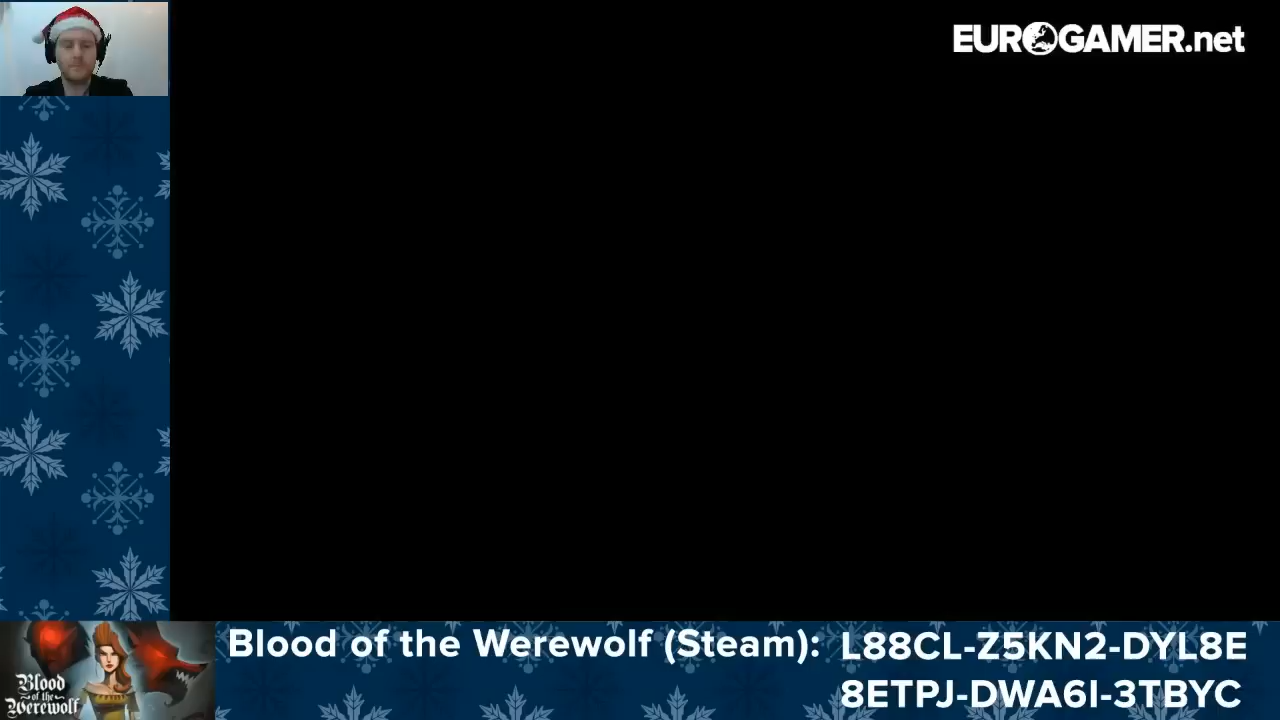 EUROGAMER.net
Blood of the Werewolf (Steam): L88CL-Z5KN2-DYL8E
8ETPJ-DWA6I-3TBYC
Blood
of the
Werewolf